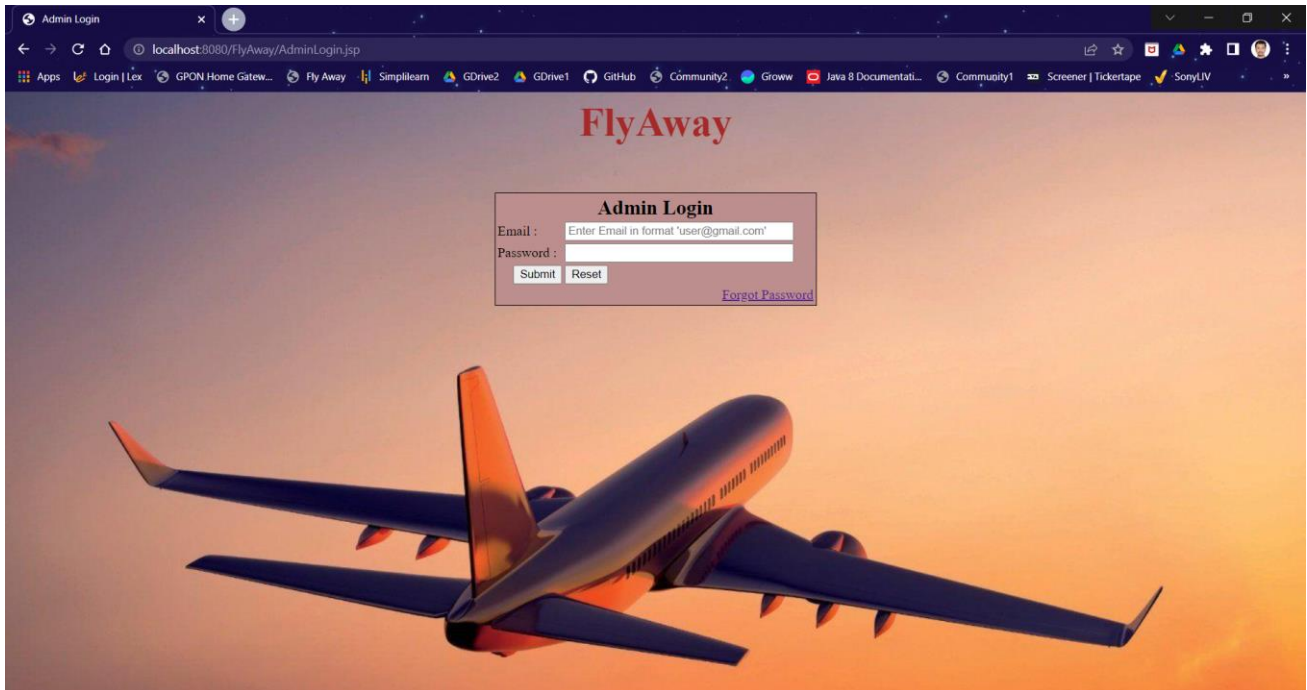 Admin Login
localhost:8080/FlyAway/AdminLogin.jsp
Apps Login | Lex GPON Home Gatew... Fly Away Simplilearn GDrive2 GDrive1 GitHub Community2 Groww Java 8 Documentati... Community1 Screener | Tickertape SonyLIV »
FlyAway
Admin Login
Email : Enter Email in format 'user@gmail.com'
Password :
Submit Reset
Forgot Password